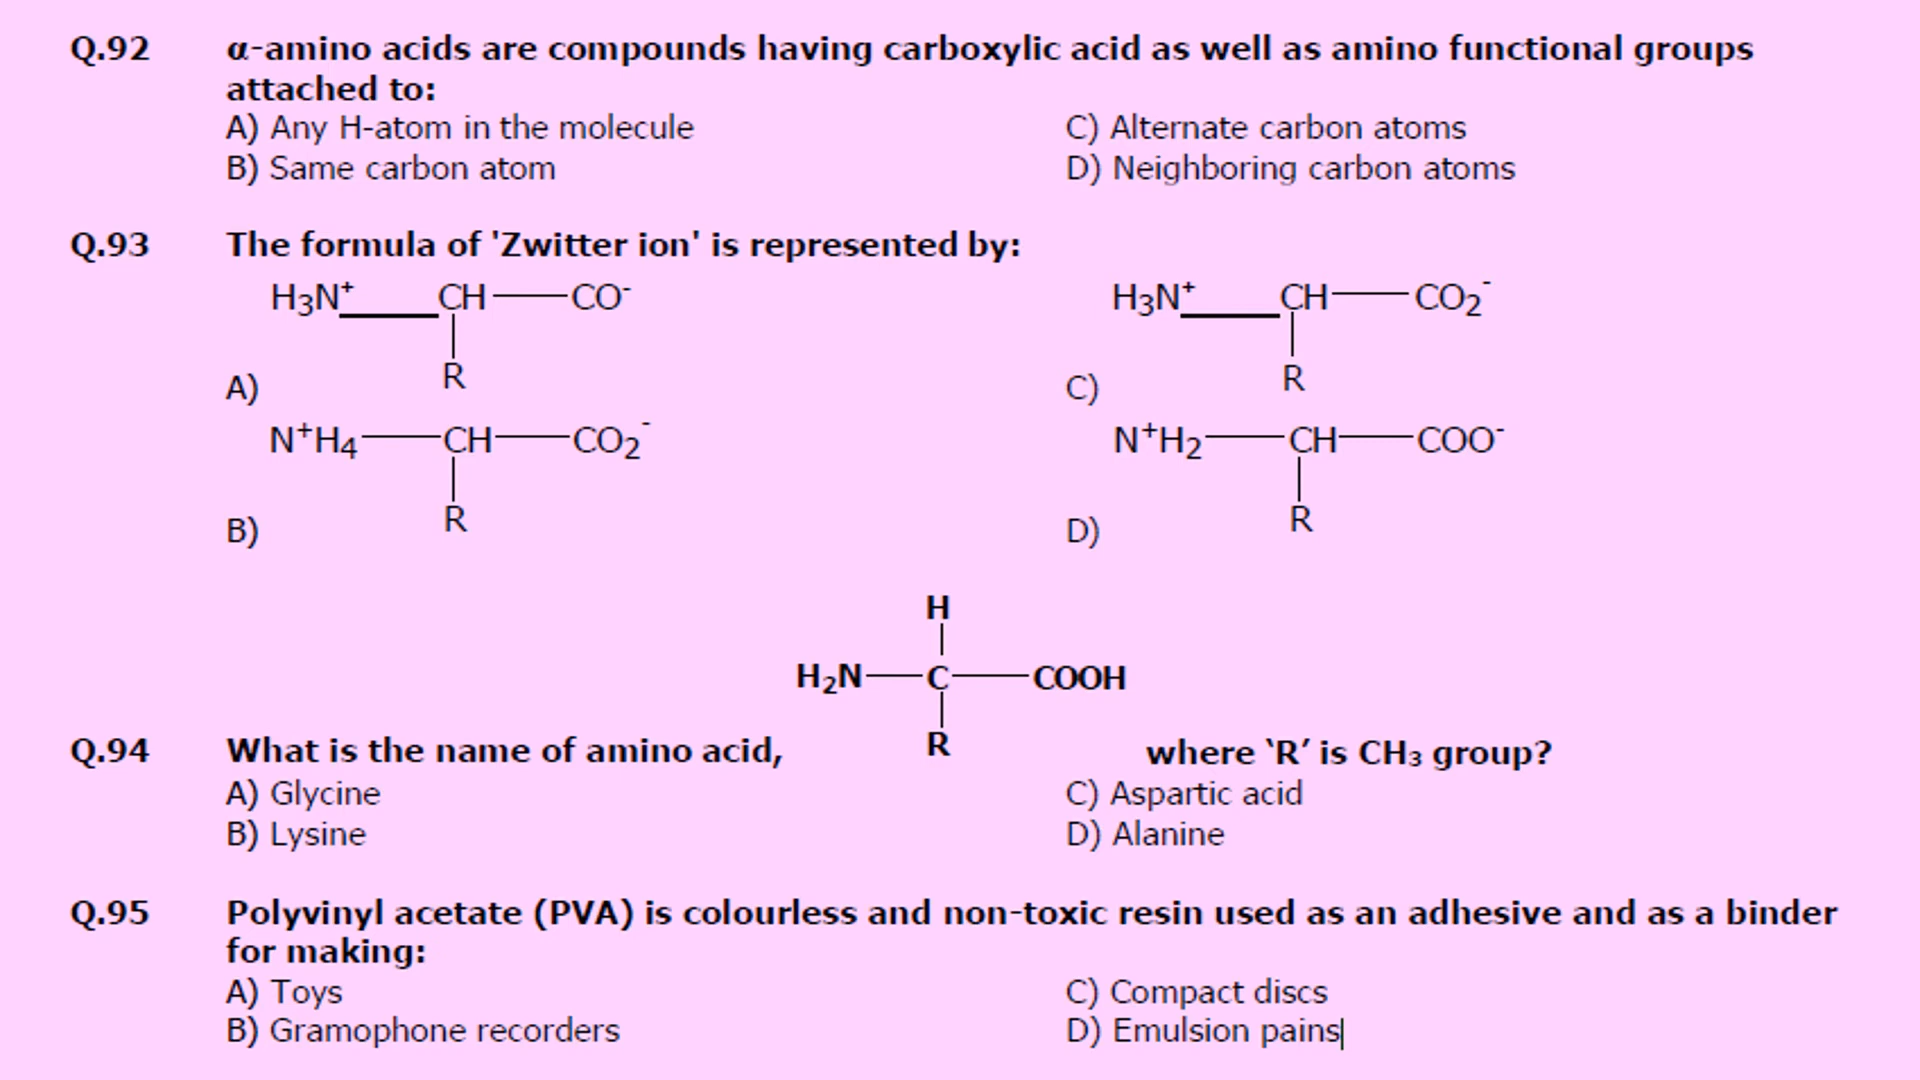 Q.92 α-amino acids are compounds having carboxylic acid as well as amino functional groups
attached to:
A) Any H-atom in the molecule C) Alternate carbon atoms
B) Same carbon atom D) Neighboring carbon atoms
Q.93 The formula of 'Zwitter ion' is represented by:
H₃N⁺ CH CO⁻ H₃N⁺ CH CO₂⁻
R R
A) C)
N⁺H₄ CH CO₂⁻ N⁺H₂ CH COO⁻
R R
B) D)
H
H₂N C COOH
R
Q.94 What is the name of amino acid, where ‘R’ is CH₃ group?
A) Glycine C) Aspartic acid
B) Lysine D) Alanine
Q.95 Polyvinyl acetate (PVA) is colourless and non-toxic resin used as an adhesive and as a binder
for making:
A) Toys C) Compact discs
B) Gramophone recorders D) Emulsion pains